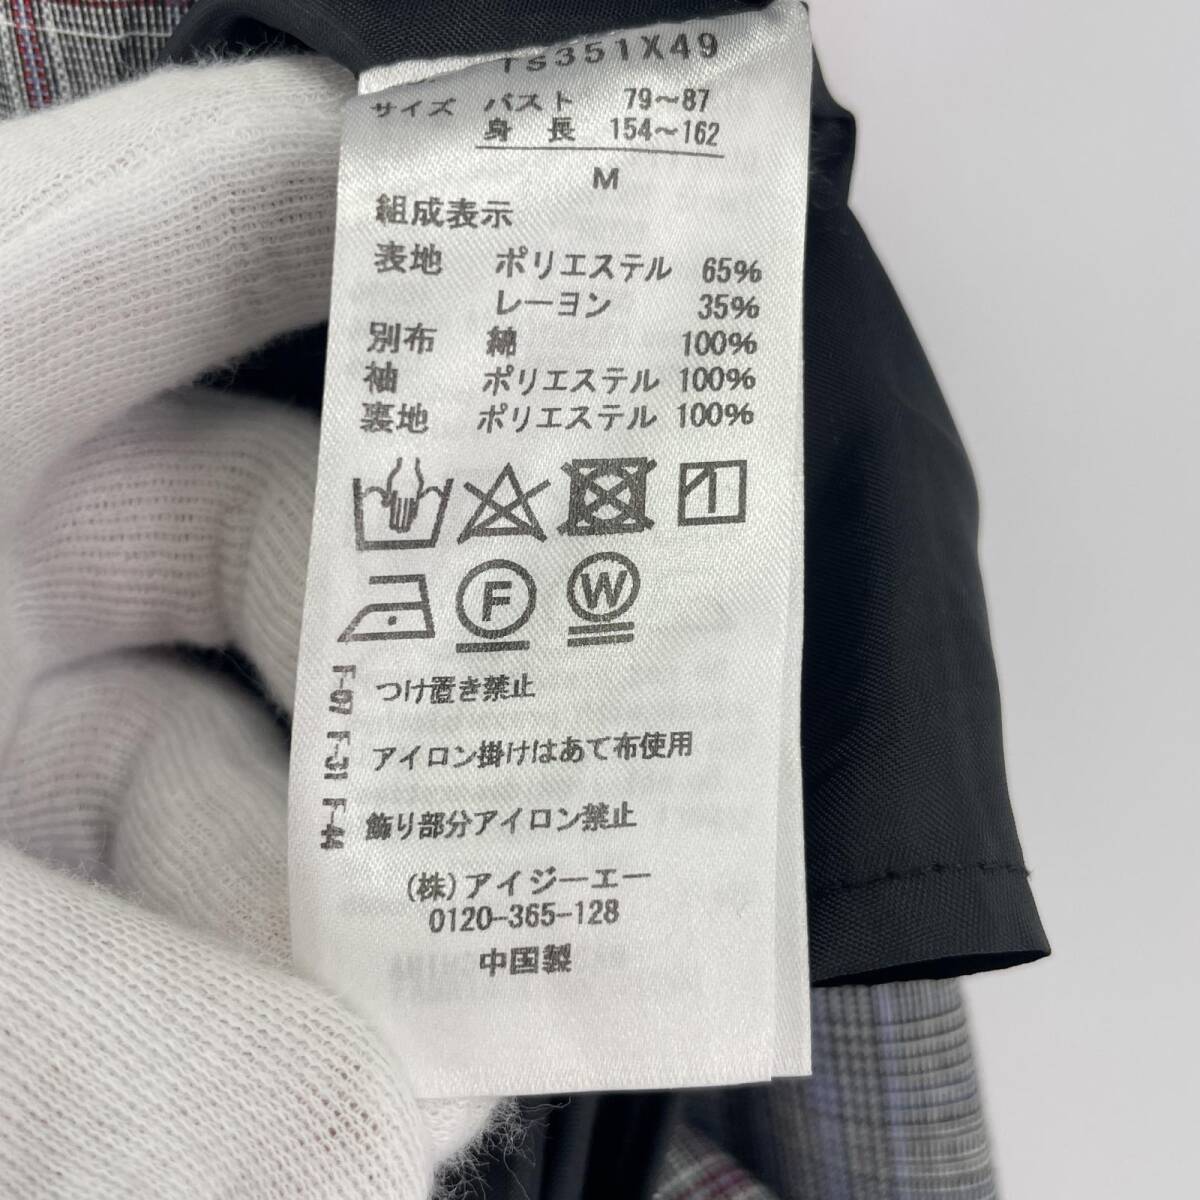 rs351X49
サイズ バスト 79～87
身長 154～162
M
組成表示
表地 ポリエステル 65%
レーヨン 35%
別布 綿 100%
袖 ポリエステル 100%
裏地 ポリエステル 100%
F W
F-07 つけ置き禁止
F-31 アイロン掛けはあて布使用
F-44 飾り部分アイロン禁止
(株)アイジーエー
0120-365-128
中国製